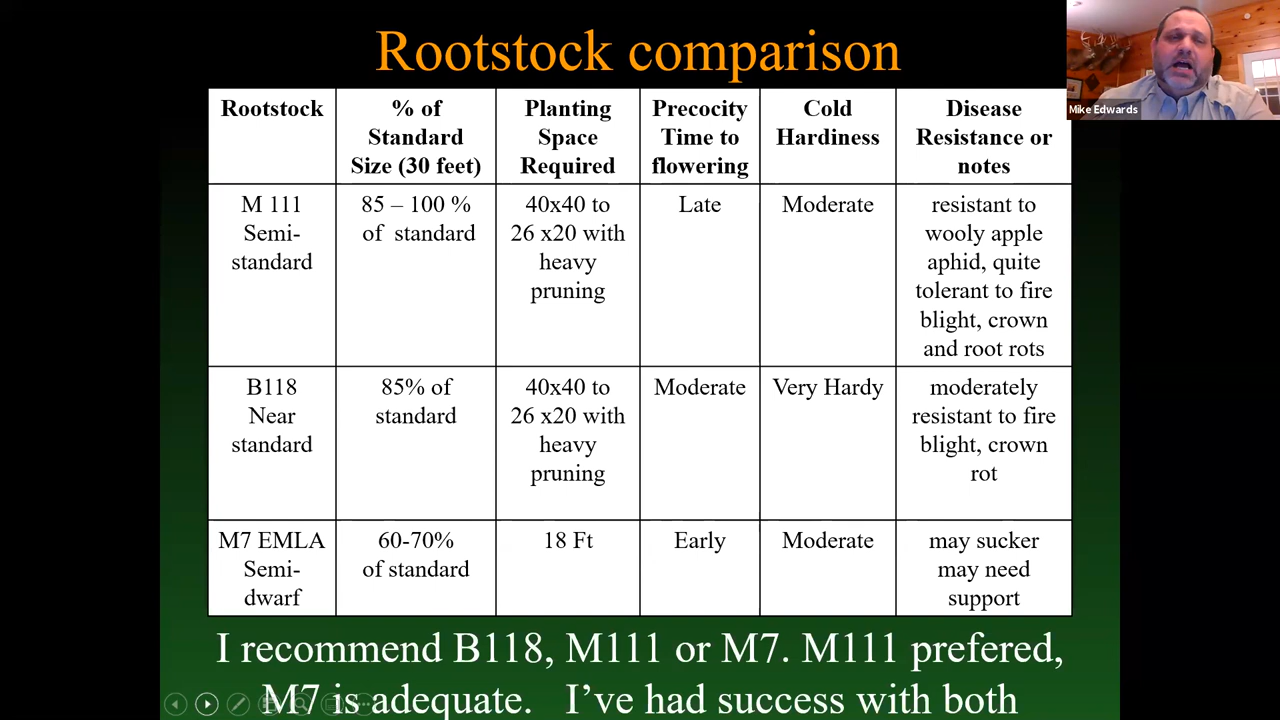 Rootstock comparison
Mike Edwards
Rootstock
% of
Standard
Size (30 feet)
Planting
Space
Required
Precocity
Time to
flowering
Cold
Hardiness
Disease
Resistance or
notes
M 111
Semi-
standard
85 – 100 %
of standard
40x40 to
26 x20 with
heavy
pruning
Late
Moderate
resistant to
wooly apple
aphid, quite
tolerant to fire
blight, crown
and root rots
B118
Near
standard
85% of
standard
40x40 to
26 x20 with
heavy
pruning
Moderate
Very Hardy
moderately
resistant to fire
blight, crown
rot
M7 EMLA
Semi-
dwarf
60-70%
of standard
18 Ft
Early
Moderate
may sucker
may need
support
I recommend B118, M111 or M7. M111 prefered,
M7 is adequate. I’ve had success with both